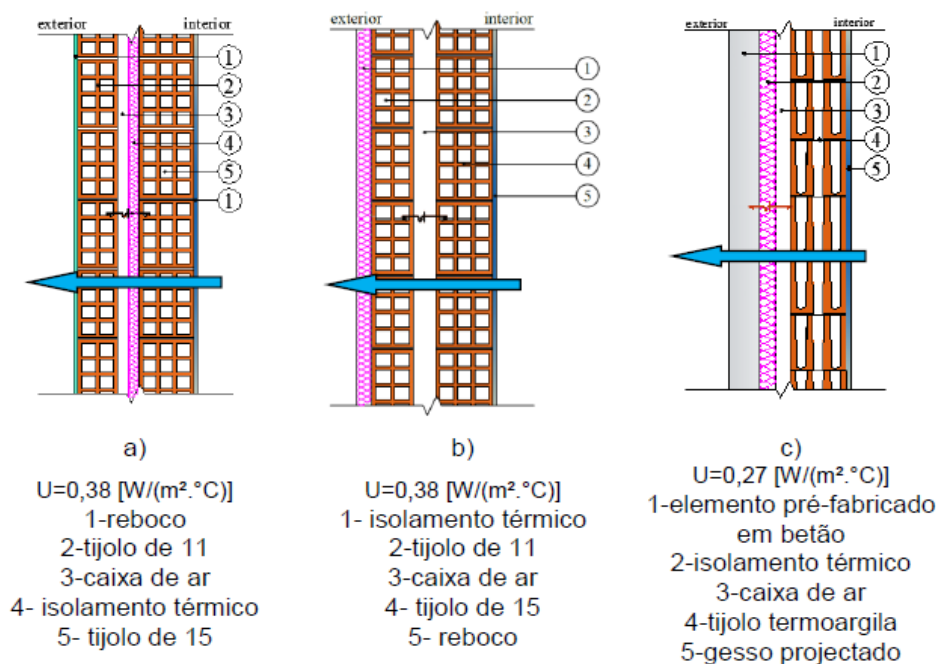 exterior interior
1
2
3
4
5
1
a)
U=0,38 [W/(m².°C)]
1-reboco
2-tijolo de 11
3-caixa de ar
4- isolamento térmico
5- tijolo de 15
exterior interior
1
2
3
4
5
b)
U=0,38 [W/(m².°C)]
1- isolamento térmico
2-tijolo de 11
3-caixa de ar
4- tijolo de 15
5- reboco
exterior interior
1
2
3
4
5
c)
U=0,27 [W/(m².°C)]
1-elemento pré-fabricado
em betão
2-isolamento térmico
3-caixa de ar
4-tijolo termoargila
5-gesso projectado